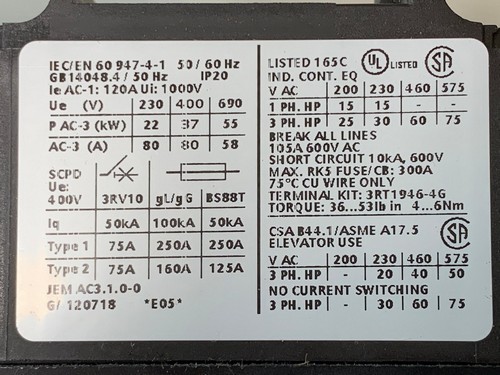 IEC/EN 60 947-4-1 50/60 Hz
GB14048.4/50 Hz IP20
Ie AC-1: 120A Ui: 1000V
Ue (V) 230 400 690
P AC-3 (kW) 22 37 55
AC-3 (A) 80 80 58
SCPD
Ue:
400V 3RV10 gL/gG BS88T
Iq 50kA 100kA 50kA
Type 1 75A 250A 250A
Type 2 75A 160A 125A
JEM AC3.1.0-0
G/ 120718 *E05*
LISTED 165C UL LISTED SA
IND. CONT. EQ
V AC 200 230 460 575
1 PH. HP 15 15 - -
3 PH. HP 25 30 60 75
BREAK ALL LINES
105A 600V AC
SHORT CIRCUIT 10kA, 600V
MAX. RK5 FUSE/CB: 300A
75°C CU WIRE ONLY
TERMINAL KIT: 3RT1946-4G
TORQUE: 36...53lb in 4...6Nm
CSA B44.1/ASME A17.5 SA
ELEVATOR USE
V AC 200 230 460 575
3 PH. HP - 20 40 50
NO CURRENT SWITCHING
3 PH. HP - 30 60 75